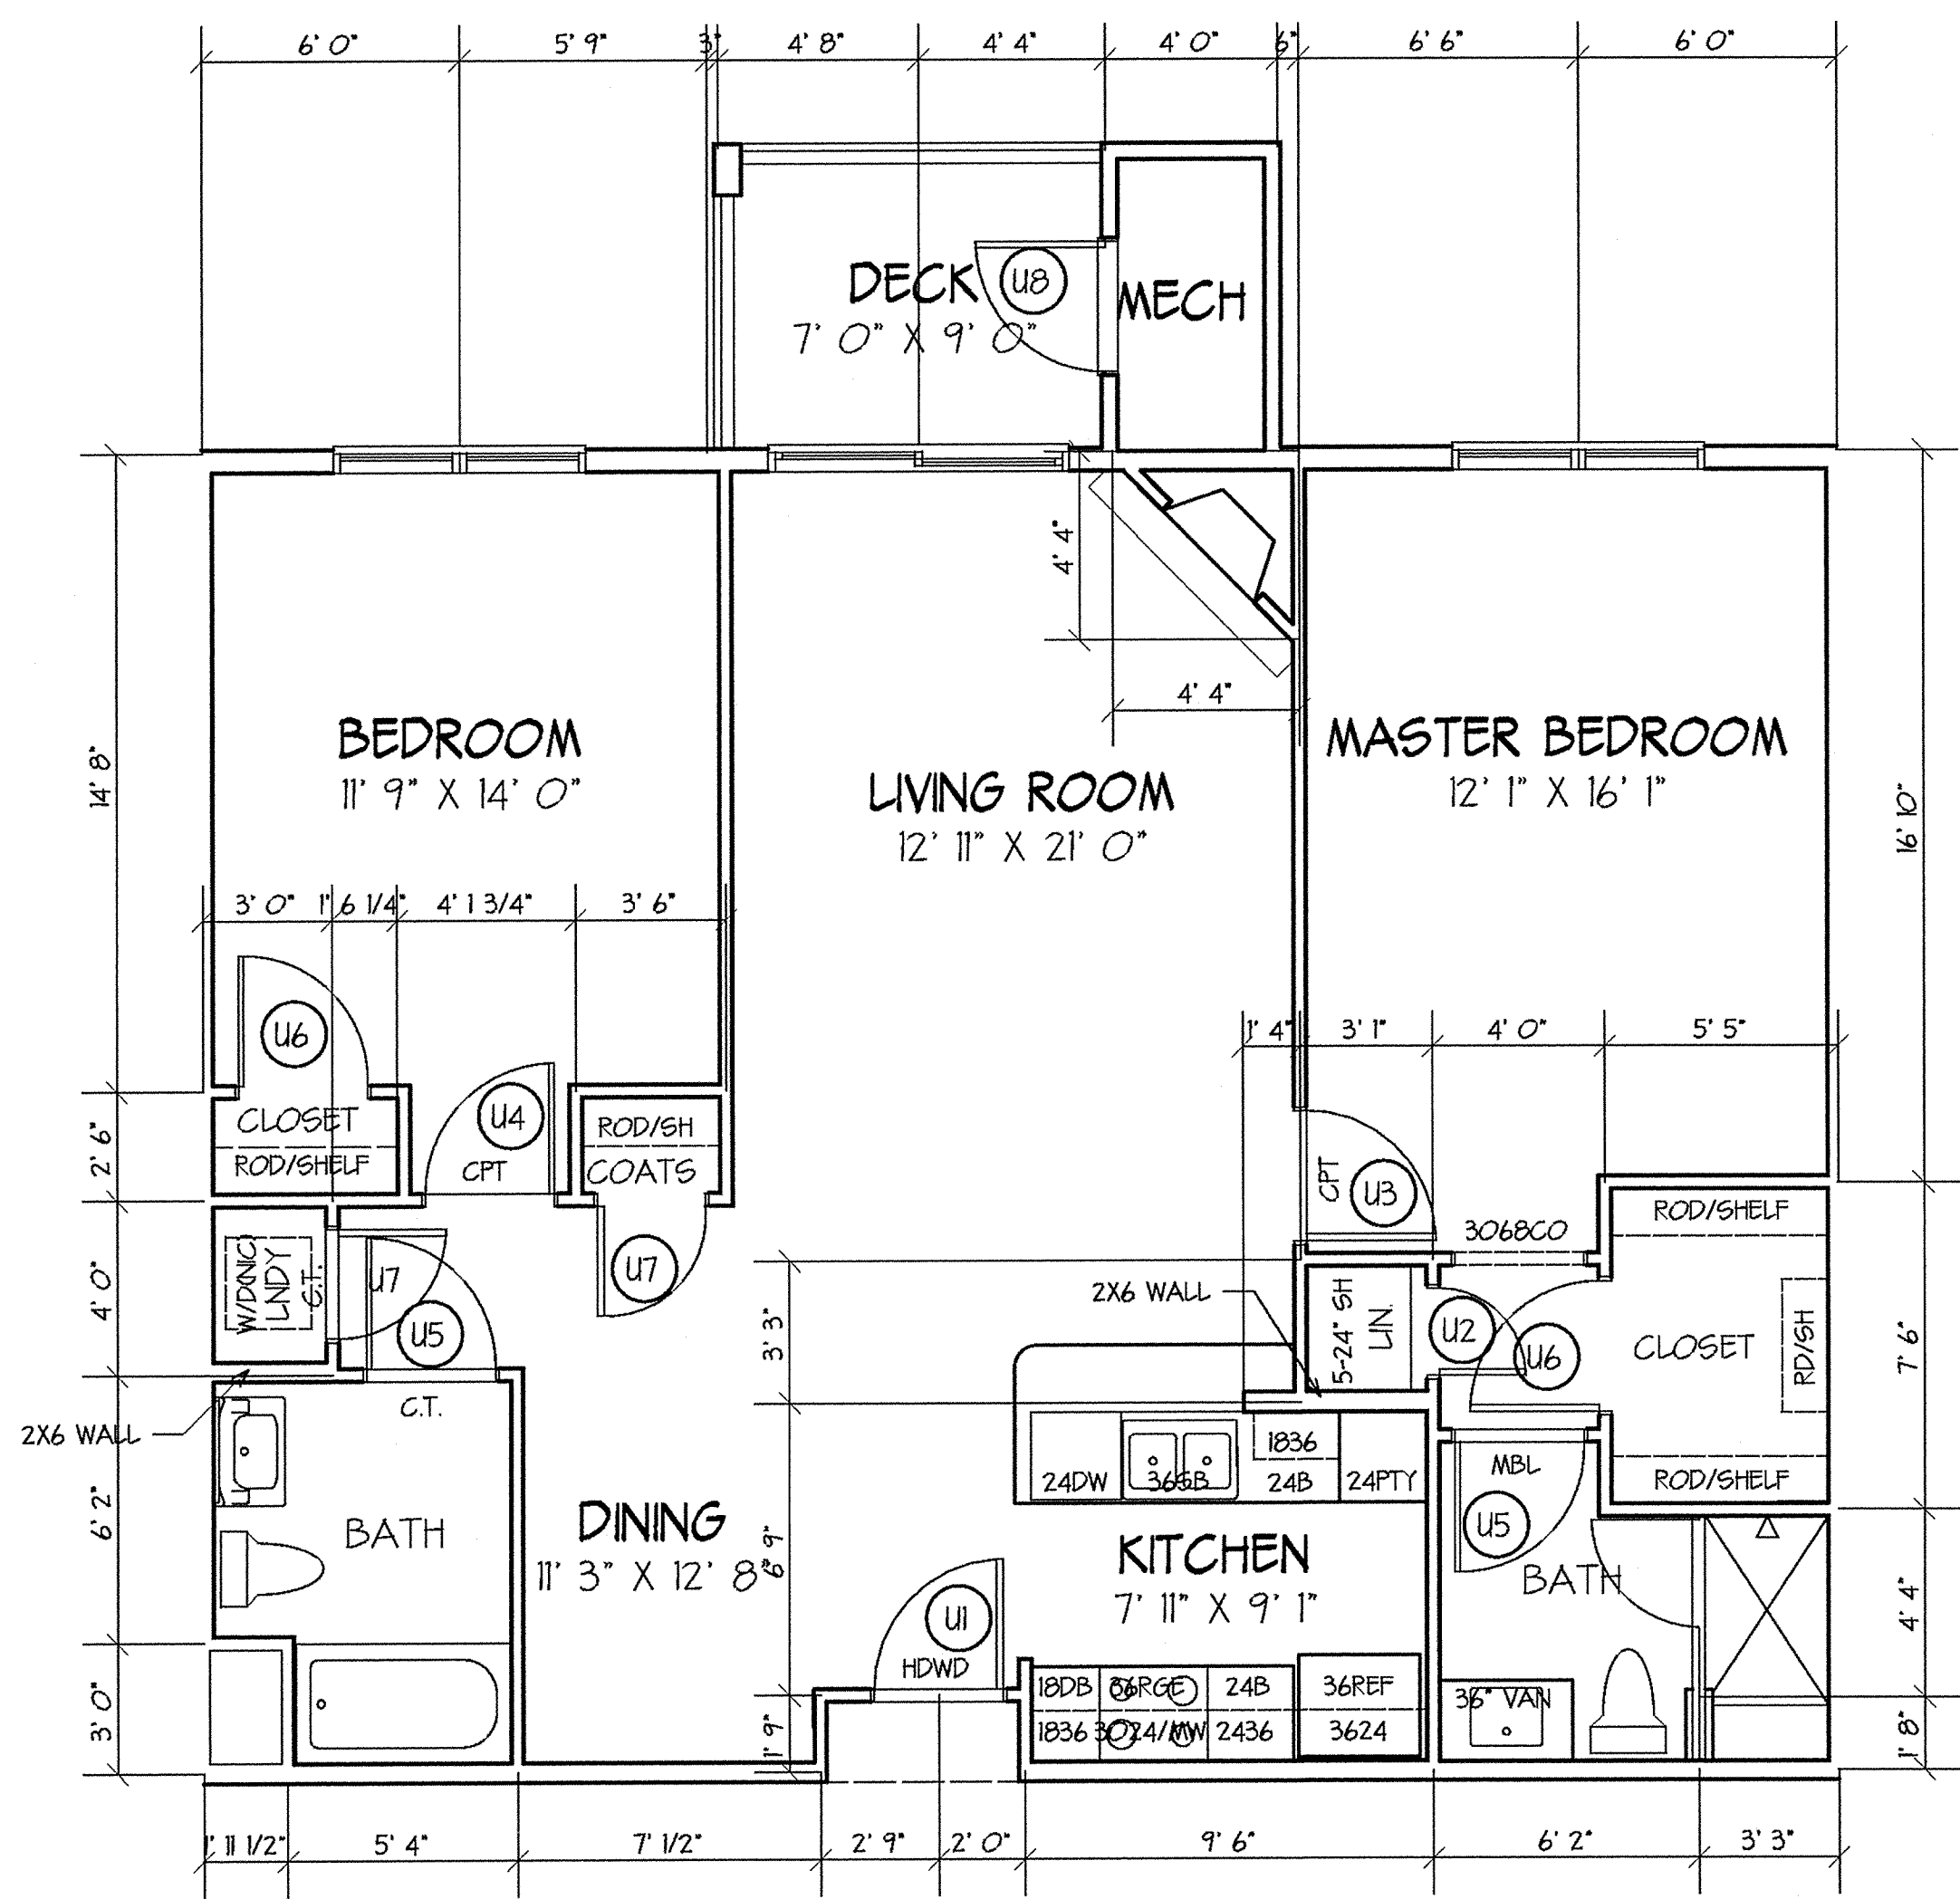 6' 0" 5' 9" 3" 4' 8" 4' 4" 4' 0" 6" 6' 6" 6' 0"
DECK
7' 0" X 9' 0"
U8
MECH
4' 4"
4' 4"
BEDROOM
11' 9" X 14' 0"
LIVING ROOM
12' 11" X 21' 0"
MASTER BEDROOM
12' 1" X 16' 1"
14' 8"
16' 10"
3' 0" 1' 6 1/4" 4' 1 3/4" 3' 6"
U6
U4
CLOSET
ROD/SHELF
CPT
ROD/SH
COATS
2' 6"
1' 4" 3' 1" 4' 0" 5' 5"
CPT
U3
3068CO
ROD/SHELF
W/D(NIC)
LNDY
C.T.
U7
U5
U7
4' 0"
2X6 WALL
3' 3"
5-24" SH
LIN.
U2
U6
CLOSET
RD/SH
7' 6"
2X6 WALL
C.T.
BATH
6' 2"
DINING
11' 3" X 12' 8"
6' 9"
24DW 36SB 1836
24B 24PTY
KITCHEN
7' 11" X 9' 1"
MBL
U5
BATH
ROD/SHELF
4' 4"
U1
HDWD
18DB 36RGE 24B 36REF
1836 3024/MW 2436 3624
36" VAN
3' 0"
1' 9"
1' 8"
1' 11 1/2" 5' 4" 7' 1/2" 2' 9" 2' 0" 9' 6" 6' 2" 3' 3"